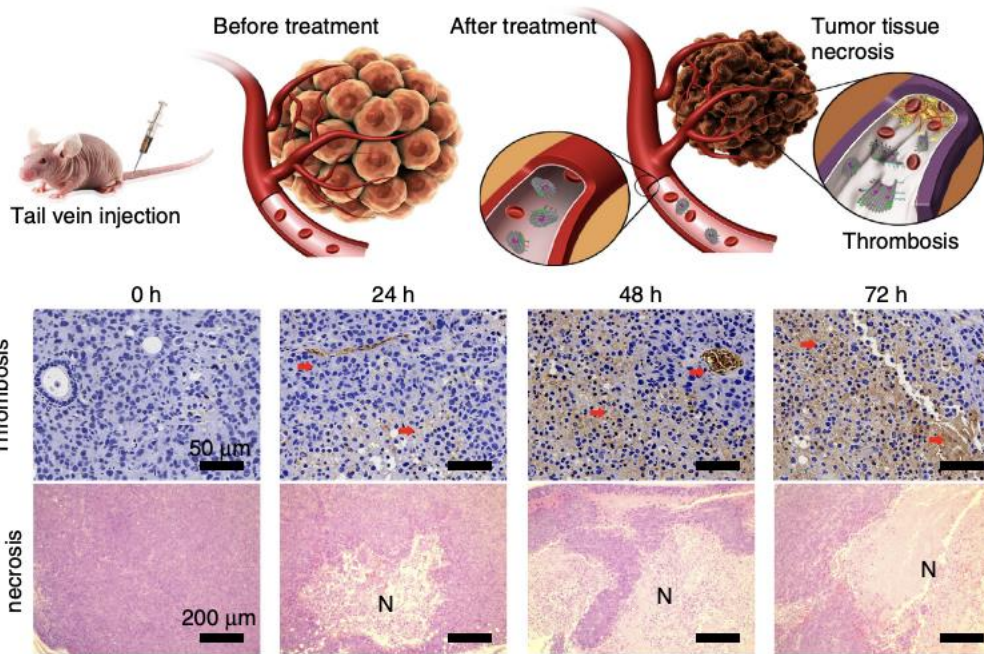 Before treatment
After treatment
Tumor tissue
necrosis
Tail vein injection
Thrombosis
0 h
24 h
48 h
72 h
Thrombosis
50 μm
necrosis
N
N
N
200 μm